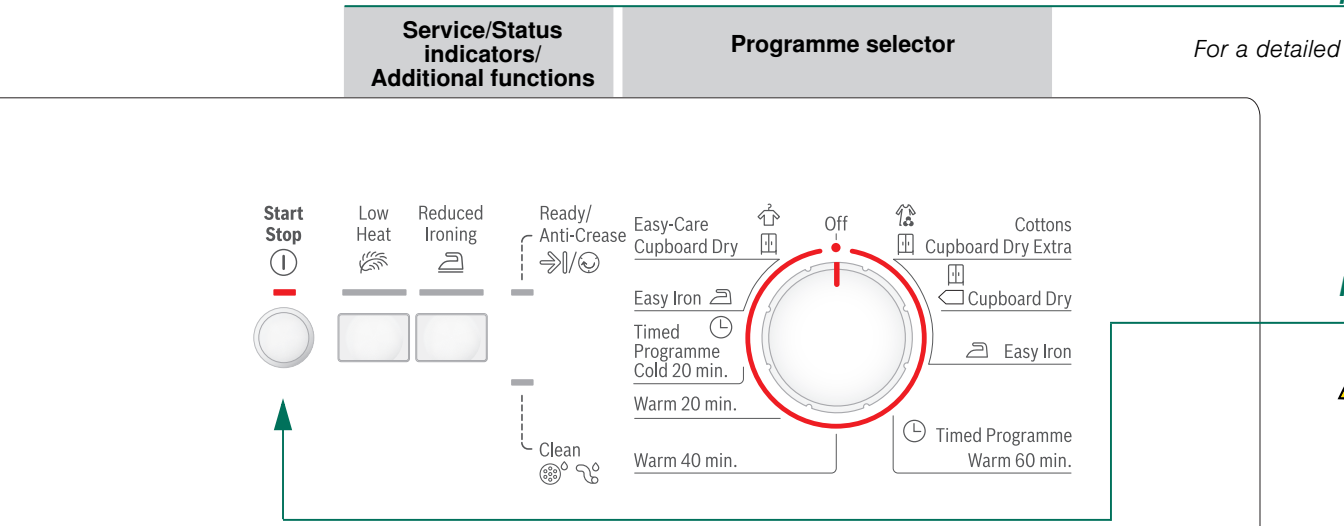 Service/Status
indicators/
Additional functions
Programme selector
For a detailed
Start
Stop
Low
Heat
Reduced
Ironing
Ready/
Anti-Crease
Clean
Easy-Care
Cupboard Dry
Easy Iron
Timed
Programme
Cold 20 min.
Warm 20 min.
Warm 40 min.
Off
Cottons
Cupboard Dry Extra
Cupboard Dry
Easy Iron
Timed Programme
Warm 60 min.